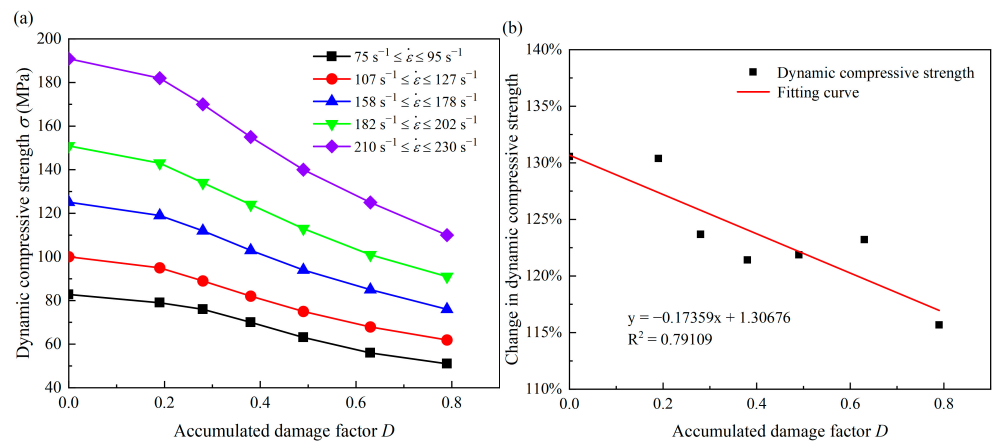 (a)
Dynamic compressive strength σ (MPa)
200
180
160
140
120
100
80
60
40
0.0
0.2
0.4
0.6
0.8
Accumulated damage factor D
75 s⁻¹ ≤ ε̇ ≤ 95 s⁻¹
107 s⁻¹ ≤ ε̇ ≤ 127 s⁻¹
158 s⁻¹ ≤ ε̇ ≤ 178 s⁻¹
182 s⁻¹ ≤ ε̇ ≤ 202 s⁻¹
210 s⁻¹ ≤ ε̇ ≤ 230 s⁻¹
(b)
Change in dynamic compressive strength
140%
135%
130%
125%
120%
115%
110%
0.0
0.2
0.4
0.6
0.8
Accumulated damage factor D
Dynamic compressive strength
Fitting curve
y = −0.17359x + 1.30676
R² = 0.79109